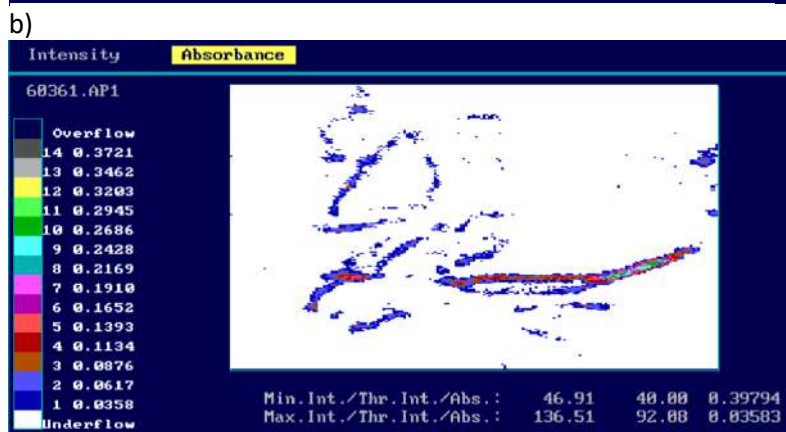 b)
Intensity Absorbance
60361.AP1
Overflow
14 0.3721
13 0.3462
12 0.3203
11 0.2945
10 0.2686
9 0.2428
8 0.2169
7 0.1910
6 0.1652
5 0.1393
4 0.1134
3 0.0876
2 0.0617
1 0.0358
Underflow
Min.Int./Thr.Int./Abs.: 46.91 40.00 0.39794
Max.Int./Thr.Int./Abs.: 136.51 92.08 0.03583